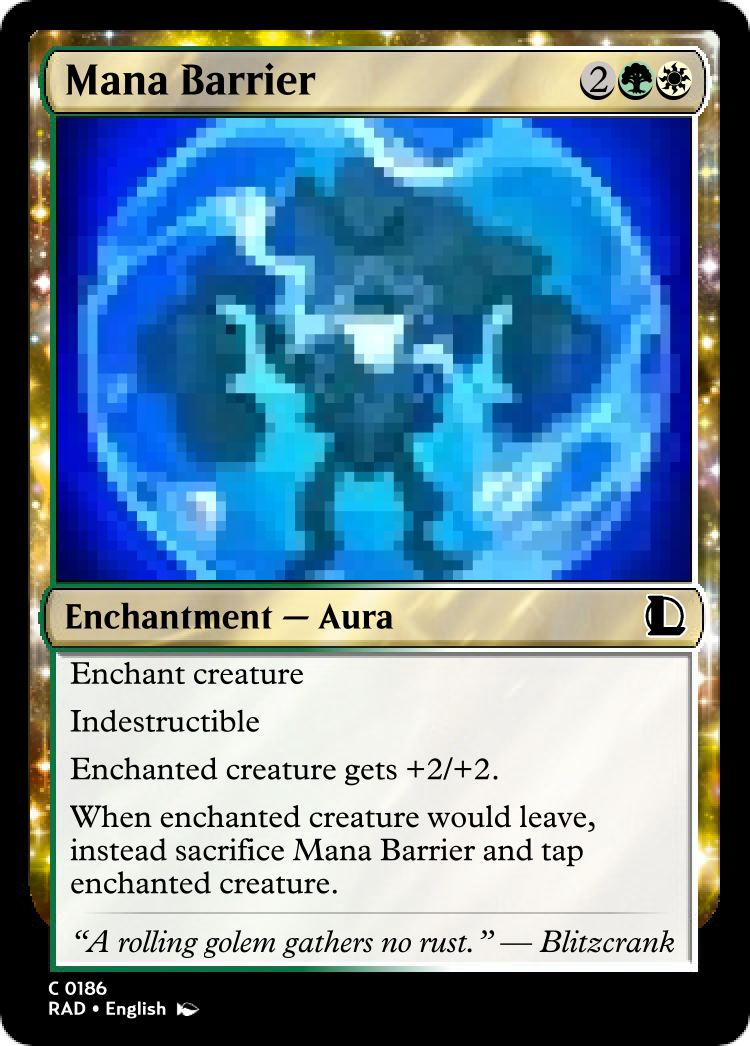 Mana Barrier 2
Enchantment — Aura
Enchant creature
Indestructible
Enchanted creature gets +2/+2.
When enchanted creature would leave,
instead sacrifice Mana Barrier and tap
enchanted creature.
“A rolling golem gathers no rust.” — Blitzcrank
C 0186
RAD • English